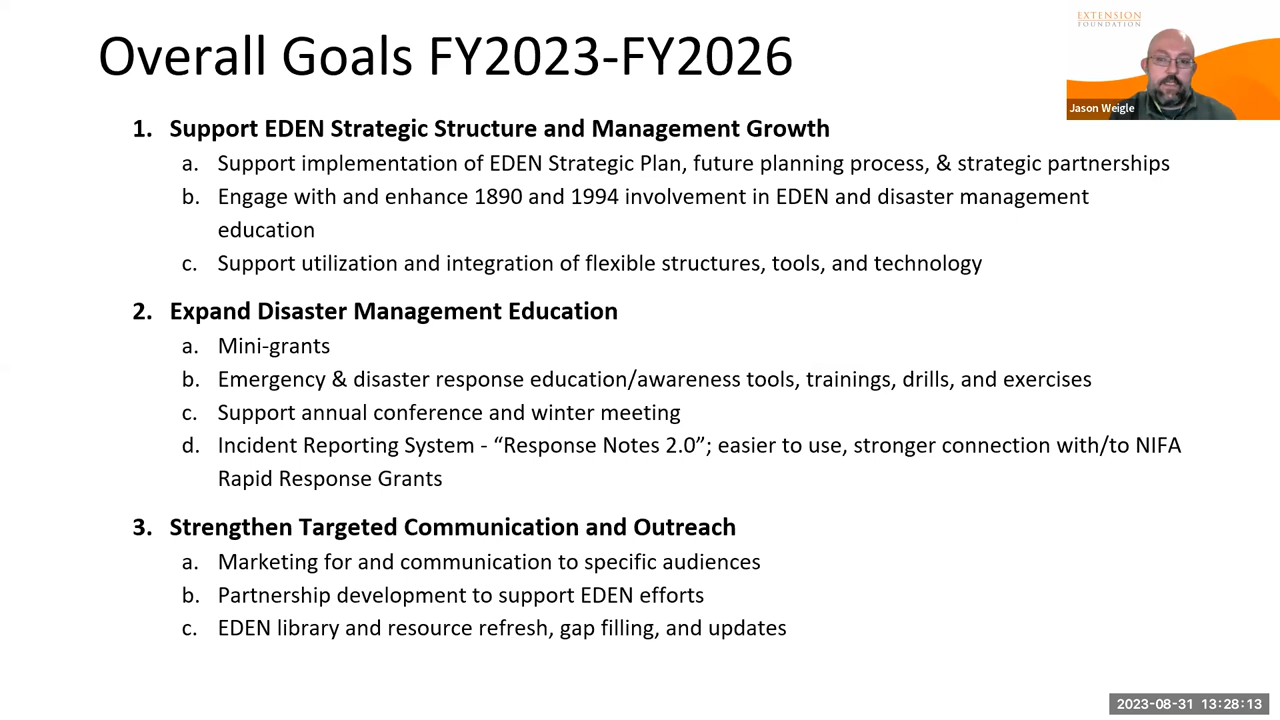 Overall Goals FY2023-FY2026
EXTENSION
FOUNDATION
Jason Weigle
1. Support EDEN Strategic Structure and Management Growth
a. Support implementation of EDEN Strategic Plan, future planning process, & strategic partnerships
b. Engage with and enhance 1890 and 1994 involvement in EDEN and disaster management
education
c. Support utilization and integration of flexible structures, tools, and technology
2. Expand Disaster Management Education
a. Mini-grants
b. Emergency & disaster response education/awareness tools, trainings, drills, and exercises
c. Support annual conference and winter meeting
d. Incident Reporting System - “Response Notes 2.0”; easier to use, stronger connection with/to NIFA
Rapid Response Grants
3. Strengthen Targeted Communication and Outreach
a. Marketing for and communication to specific audiences
b. Partnership development to support EDEN efforts
c. EDEN library and resource refresh, gap filling, and updates
2023-08-31 13:28:13